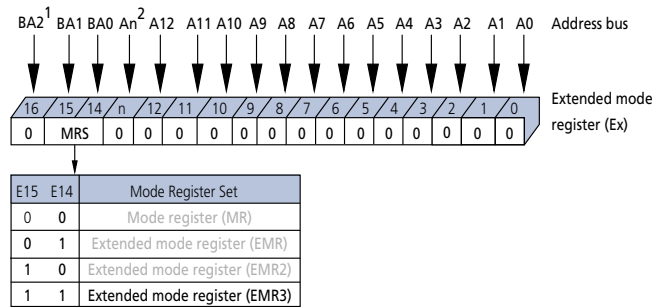 BA2¹ BA1 BA0 An² A12 A11 A10 A9 A8 A7 A6 A5 A4 A3 A2 A1 A0 Address bus
16 15 14 n 12 11 10 9 8 7 6 5 4 3 2 1 0 Extended mode
register (Ex)
0 MRS 0 0 0 0 0 0 0 0 0 0 0 0 0 0
E15 E14 Mode Register Set
0 0 Mode register (MR)
0 1 Extended mode register (EMR)
1 0 Extended mode register (EMR2)
1 1 Extended mode register (EMR3)